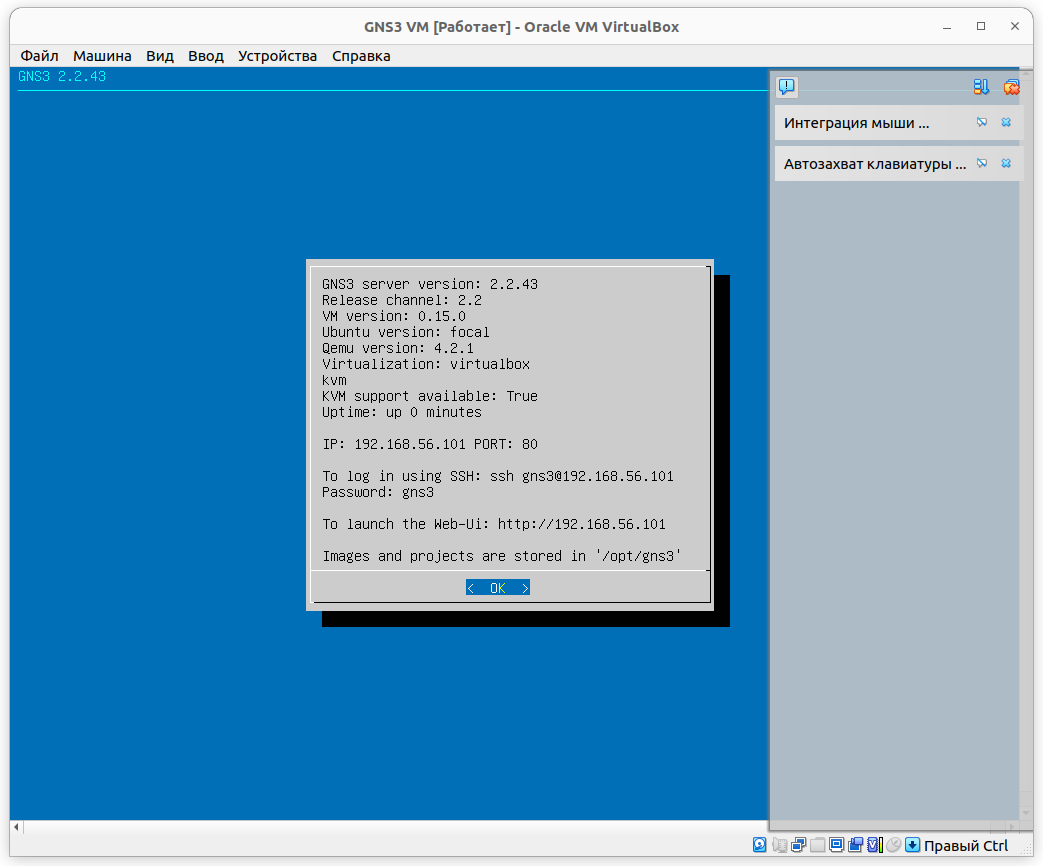 GNS3 VM [Работает] - Oracle VM VirtualBox
Файл Машина Вид Ввод Устройства Справка
GNS3 2.2.43
Интеграция мыши ...
Автозахват клавиатуры ...
GNS3 server version: 2.2.43
Release channel: 2.2
VM version: 0.15.0
Ubuntu version: focal
Qemu version: 4.2.1
Virtualization: virtualbox
kvm
KVM support available: True
Uptime: up 0 minutes
IP: 192.168.56.101 PORT: 80
To log in using SSH: ssh gns3@192.168.56.101
Password: gns3
To launch the Web-Ui: http://192.168.56.101
Images and projects are stored in '/opt/gns3'
< OK >
Правый Ctrl